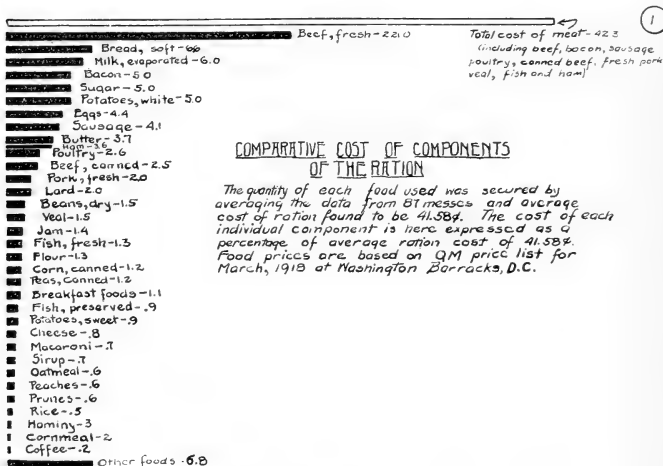 1
Beef, fresh-22.0
Total cost of meat-42.3
(including beef, bacon, sausage
poultry, canned beef, fresh pork
veal, fish and ham)
Bread, soft-6.6
Milk, evaporated-6.0
Bacon-5.0
Sugar-5.0
Potatoes, white-5.0
Eggs-4.4
Sausage-4.1
Butter-3.7
Ham-3.6
Poultry-2.6
Beef, canned-2.5
Pork, fresh-2.0
Lard-2.0
Beans, dry-1.5
Veal-1.5
Jam-1.4
Fish, fresh-1.3
Flour-1.3
Corn, canned-1.2
Peas, canned-1.2
Breakfast foods-1.1
Fish, preserved-.9
Potatoes, sweet-.9
Cheese-.8
Macaroni-.7
Sirup-.7
Oatmeal-.6
Peaches-.6
Prunes-.6
Rice-.5
Hominy-3
Cornmeal-2
Coffee-.2
Other foods-6.8
COMPARATIVE COST OF COMPONENTS
OF THE RATION
The quantity of each food used was secured by
averaging the data from 87 messes and average
cost of ration found to be 41.58¢. The cost of each
individual component is here expressed as a
percentage of average ration cost of 41.58¢.
Food prices are based on QM price list for
March, 1918 at Washington Barracks, D.C.